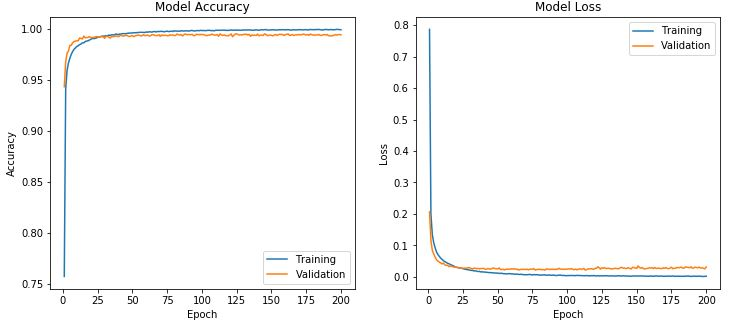 Model Accuracy
1.00
0.95
0.90
0.85
0.80
0.75
Accuracy
0 25 50 75 100 125 150 175 200
Epoch
Training
Validation
Model Loss
0.8
0.7
0.6
0.5
0.4
0.3
0.2
0.1
0.0
Loss
0 25 50 75 100 125 150 175 200
Epoch
Training
Validation